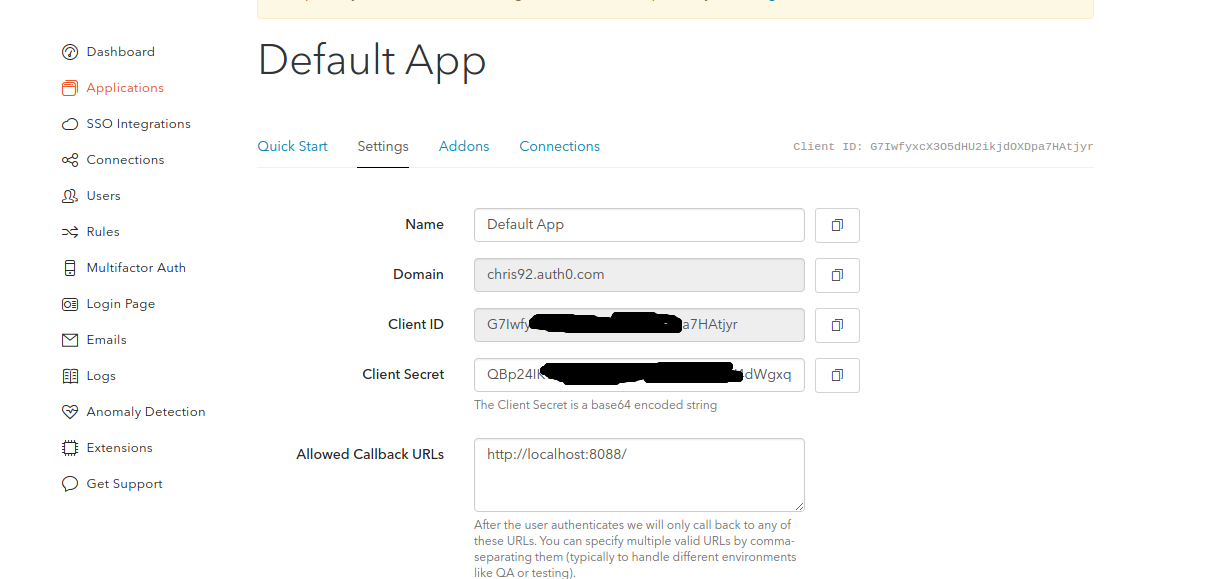 Default App
Dashboard
Applications
SSO Integrations
Connections
Users
Rules
Multifactor Auth
Login Page
Emails
Logs
Anomaly Detection
Extensions
Get Support
Quick Start Settings Addons Connections
Client ID: G7IwfyxcX3O5dHU2ikjdOXDpa7HAtjyr
Name Default App
Domain chris92.auth0.com
Client ID G7Iwfy a7HAtjyr
Client Secret QBp24I dWgxq
The Client Secret is a base64 encoded string
Allowed Callback URLs http://localhost:8088/
After the user authenticates we will only call back to any of
these URLs. You can specify multiple valid URLs by comma-
separating them (typically to handle different environments
like QA or testing).